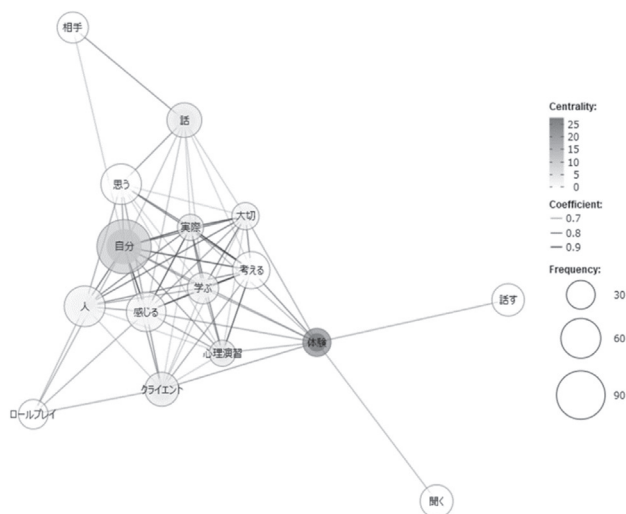 相手
話
思う
実際
大切
自分
考える
学ぶ
話す
人
感じる
体験
心理演習
クライエント
ロールプレイ
聞く
Centrality:
25
20
15
10
5
0
Coefficient:
0.7
0.8
0.9
Frequency:
30
60
90